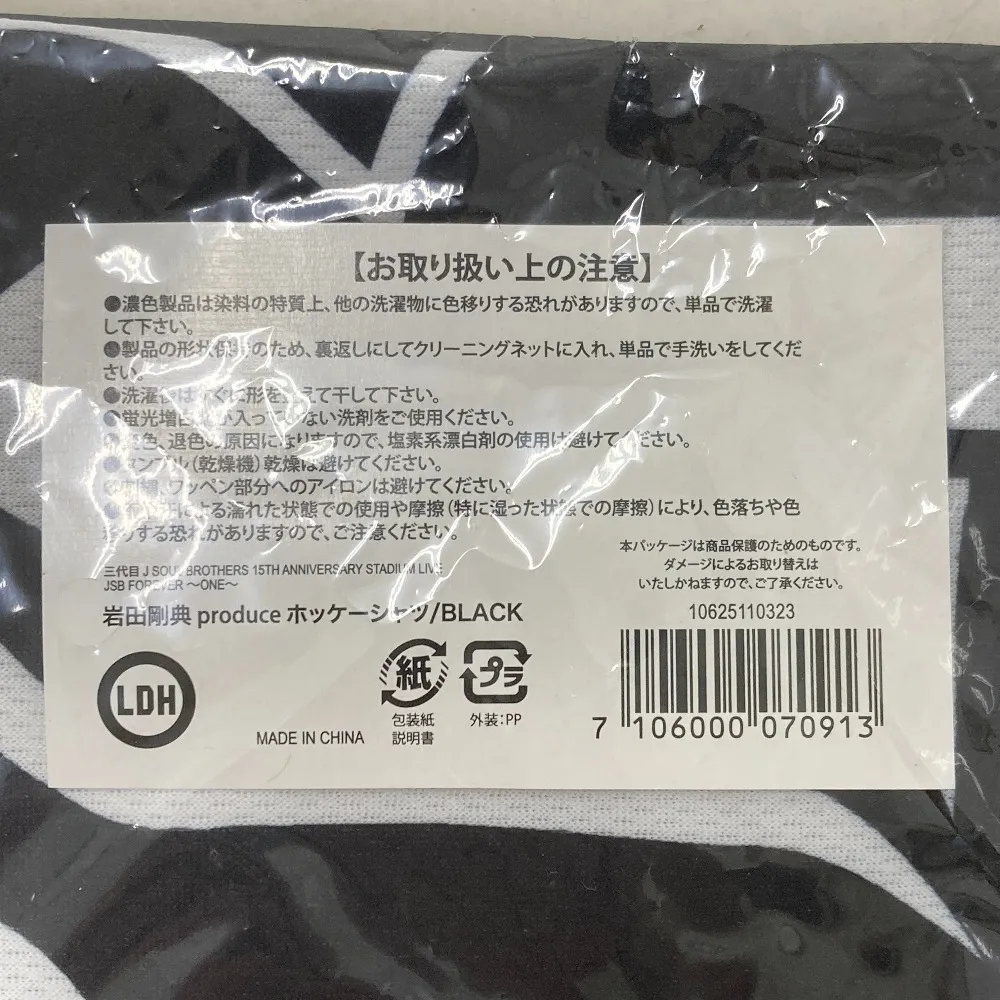 【お取り扱い上の注意】
●濃色製品は染料の特質上、他の洗濯物に色移りする恐れがありますので、単品で洗濯
して下さい。
●製品の形状保持のため、裏返しにしてクリーニングネットに入れ、単品で手洗いをしてくだ
さい。
●洗濯後はすぐに形を整えて干して下さい。
●蛍光増白 が入っていない洗剤をご使用ください。
色、退色の原因になりますので、塩素系漂白剤の使用は避けてください。
●タンブル(乾燥機)乾燥は避けてください。
ワッペン部分へのアイロンは避けてください。
による濡れた状態での使用や摩擦(特に湿った状態での摩擦)により、色落ちや色
移りする恐れがありますので、ご注意ください。
三代目 J SOUL BROTHERS 15TH ANNIVERSARY STADIUM LIVE
JSB FOREVER ～ONE～
岩田剛典 produce ホッケーシャツ/BLACK
LDH
MADE IN CHINA
紙
包装紙
説明書
プラ
外装:PP
本パッケージは商品保護のためのものです。
ダメージによるお取り替えは
いたしかねますので、ご了承ください。
10625110323
7 106000 070913